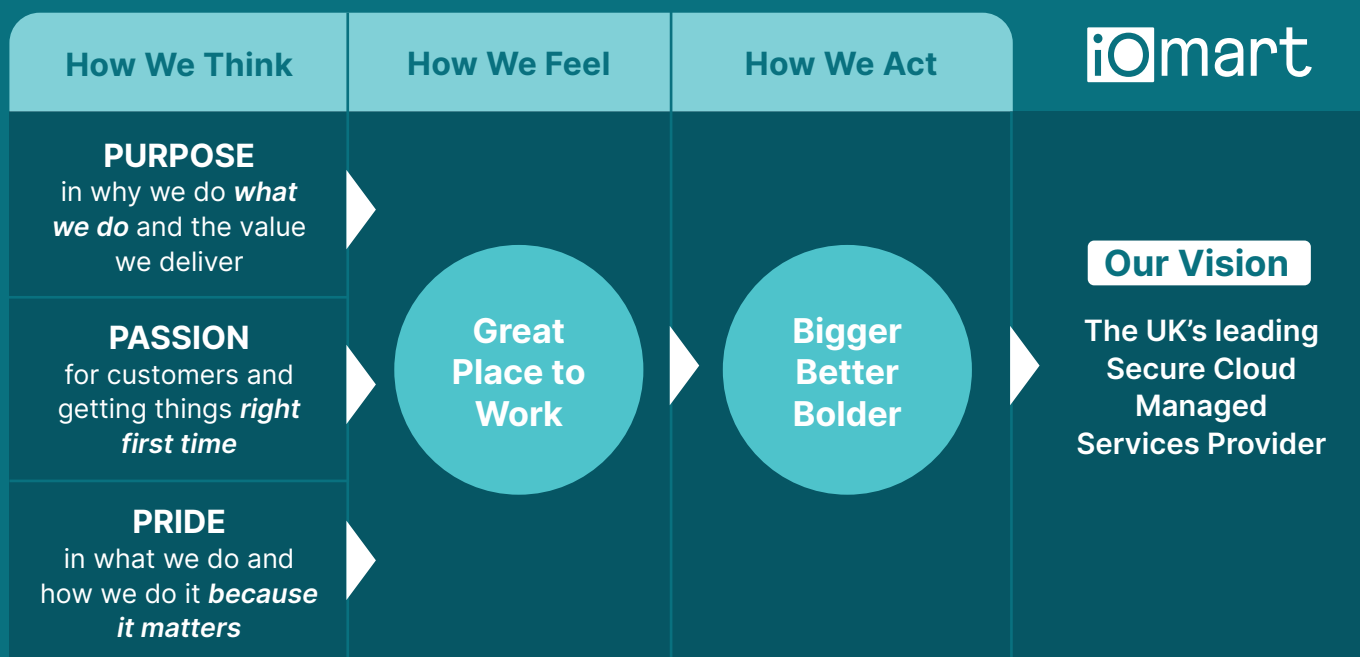 How We Think
How We Feel
How We Act
iomart
PURPOSE
in why we do what
we do and the value
we deliver
PASSION
for customers and
getting things right
first time
PRIDE
in what we do and
how we do it because
it matters
Great
Place to
Work
Bigger
Better
Bolder
Our Vision
The UK’s leading
Secure Cloud
Managed
Services Provider